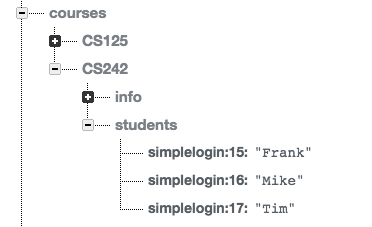 courses
CS125
CS242
info
students
simplelogin:15: "Frank"
simplelogin:16: "Mike"
simplelogin:17: "Tim"